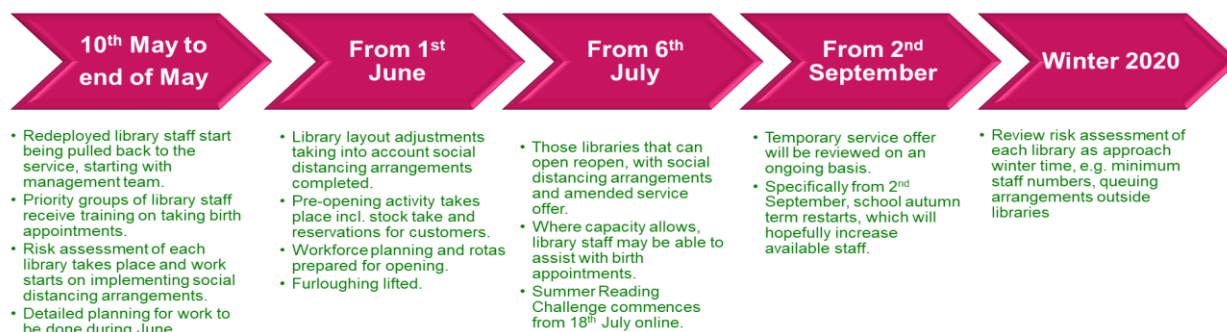 10th May to
end of May
• Redeployed library staff start
being pulled back to the
service, starting with
management team.
• Priority groups of library staff
receive training on taking birth
appointments.
• Risk assessment of each
library takes place and work
starts on implementing social
distancing arrangements.
• Detailed planning for work to
be done during June
From 1st
June
• Library layout adjustments
taking into account social
distancing arrangements
completed.
• Pre-opening activity takes
place incl. stock take and
reservations for customers.
• Workforce planning and rotas
prepared for opening.
• Furloughing lifted.
From 6th
July
• Those libraries that can
open reopen, with social
distancing arrangements
and amended service
offer.
• Where capacity allows,
library staff may be able to
assist with birth
appointments.
• Summer Reading
Challenge commences
from 18th July online.
From 2nd
September
• Temporary service offer
will be reviewed on an
ongoing basis.
• Specifically from 2nd
September, school autumn
term restarts, which will
hopefully increase
available staff.
Winter 2020
• Review risk assessment of
each library as approach
winter time, e.g. minimum
staff numbers, queuing
arrangements outside
libraries